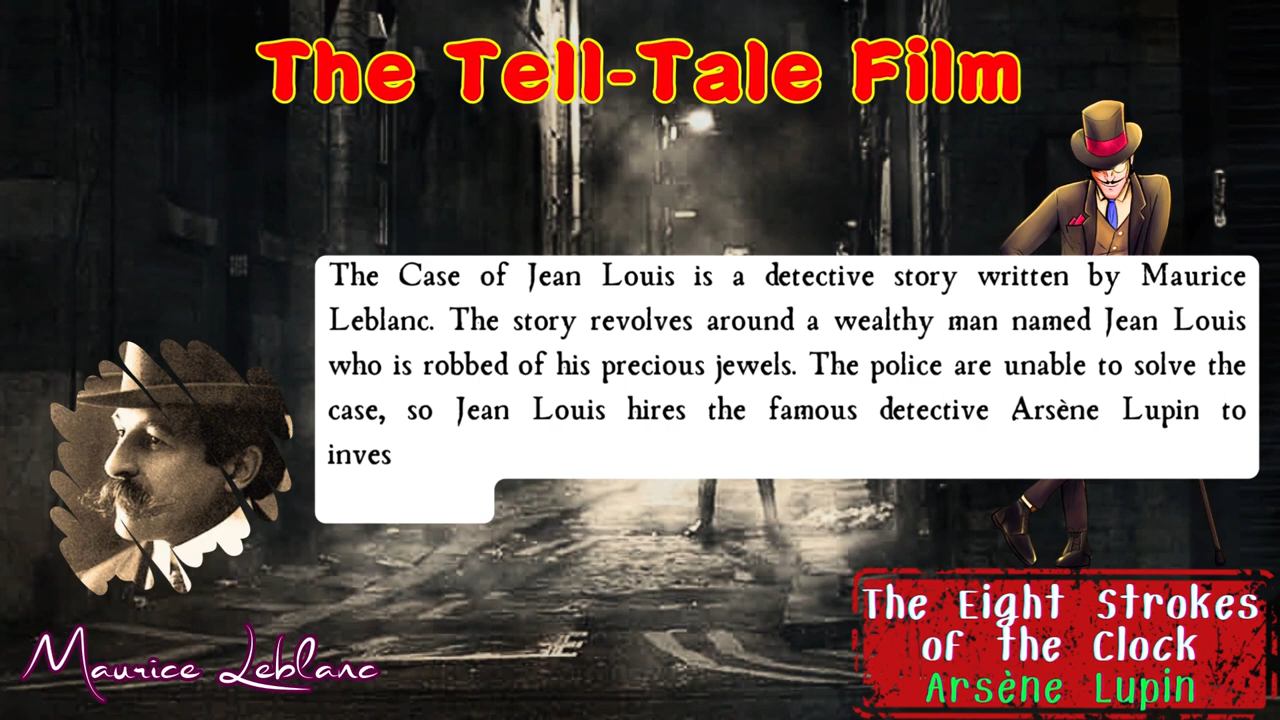 The Tell-Tale Film
The Case of Jean Louis is a detective story written by Maurice
Leblanc. The story revolves around a wealthy man named Jean Louis
who is robbed of his precious jewels. The police are unable to solve the
case, so Jean Louis hires the famous detective Arsène Lupin to
inves
Maurice Leblanc
The Eight Strokes
of the Clock
Arsène Lupin